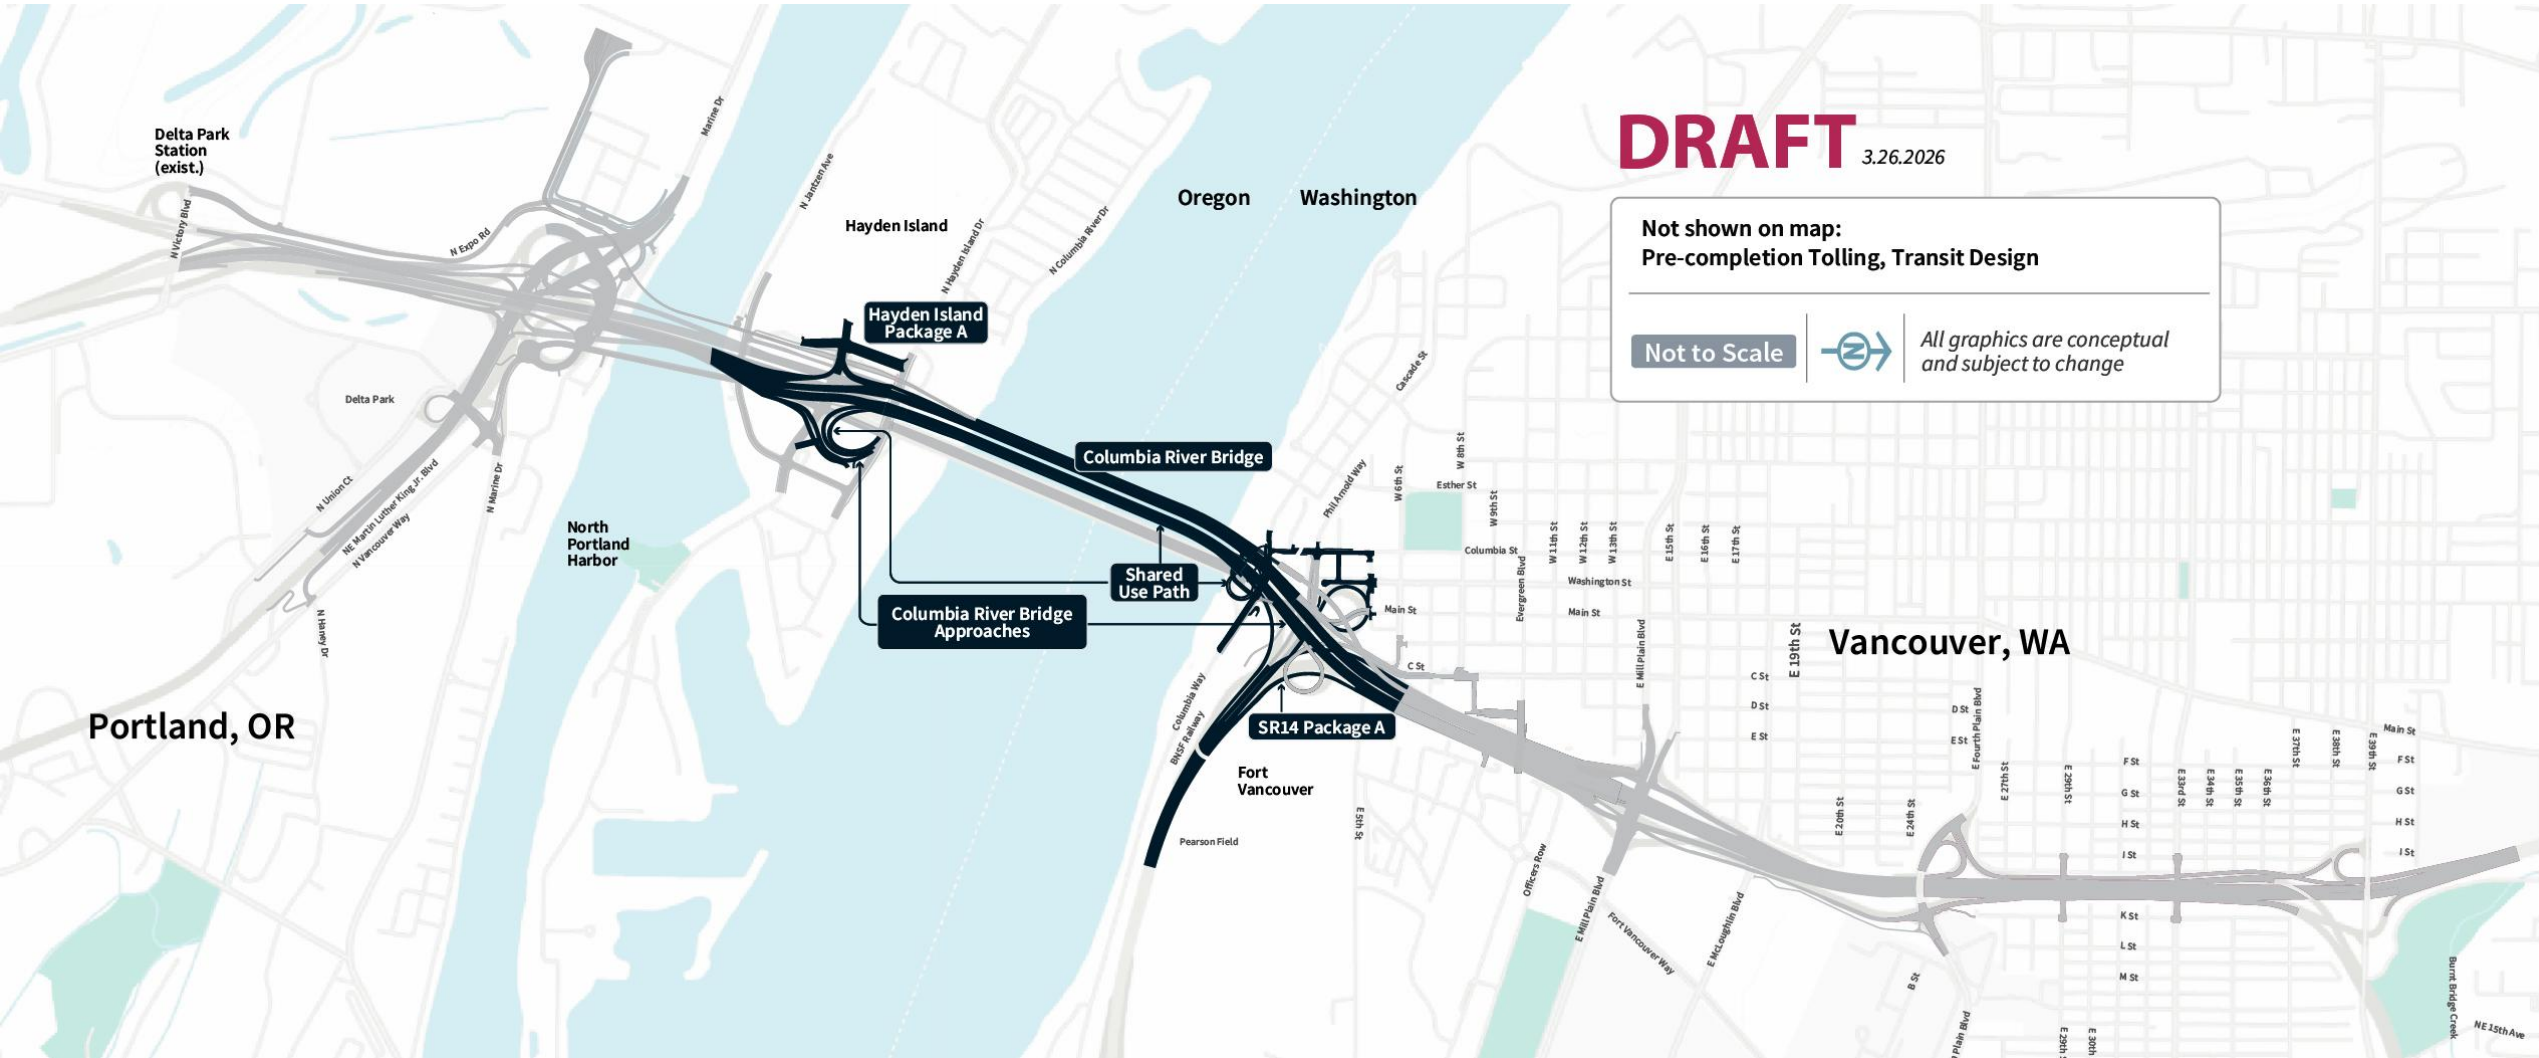 DRAFT 3.26.2026
Not shown on map:
Pre-completion Tolling, Transit Design
Not to Scale
N
All graphics are conceptual
and subject to change
Delta Park
Station
(exist.)
N Victory Blvd
N Expo Rd
Marine Dr
N Jantzen Ave
Hayden Island
N Hayden Island Dr
N Columbia River Dr
Oregon
Washington
Hayden Island
Package A
Delta Park
N Union Ct
NE Martin Luther King Jr. Blvd
N Vancouver Way
N Marine Dr
N Haney Dr
North
Portland
Harbor
Portland, OR
Columbia River Bridge
Shared
Use Path
Columbia River Bridge
Approaches
SR14 Package A
Columbia Way
BNSF Railway
Fort
Vancouver
Pearson Field
E 5th St
Cascade St
Phil Arnold Way
W 6th St
W 8th St
Esther St
W 9th St
Columbia St
W 11th St
W 12th St
W 13th St
E 15th St
E 16th St
E 17th St
Evergreen Blvd
Washington St
Main St
Main St
C St
E Mill Plain Blvd
E 19th St
Vancouver, WA
C St
D St
E St
D St
E St
E Fourth Plain Blvd
E 20th St
E 24th St
E 27th St
E 29th St
F St
G St
H St
I St
K St
L St
M St
E 33rd St
E 34th St
E 35th St
E 36th St
E 37th St
E 38th St
E 39th St
Main St
F St
G St
H St
I St
Officers Row
E Mill Plain Blvd
Fort Vancouver Way
E McLoughlin Blvd
B St
Plain Blvd
E 29th
E 30th
Burnt Bridge Creek
NE 15th Ave